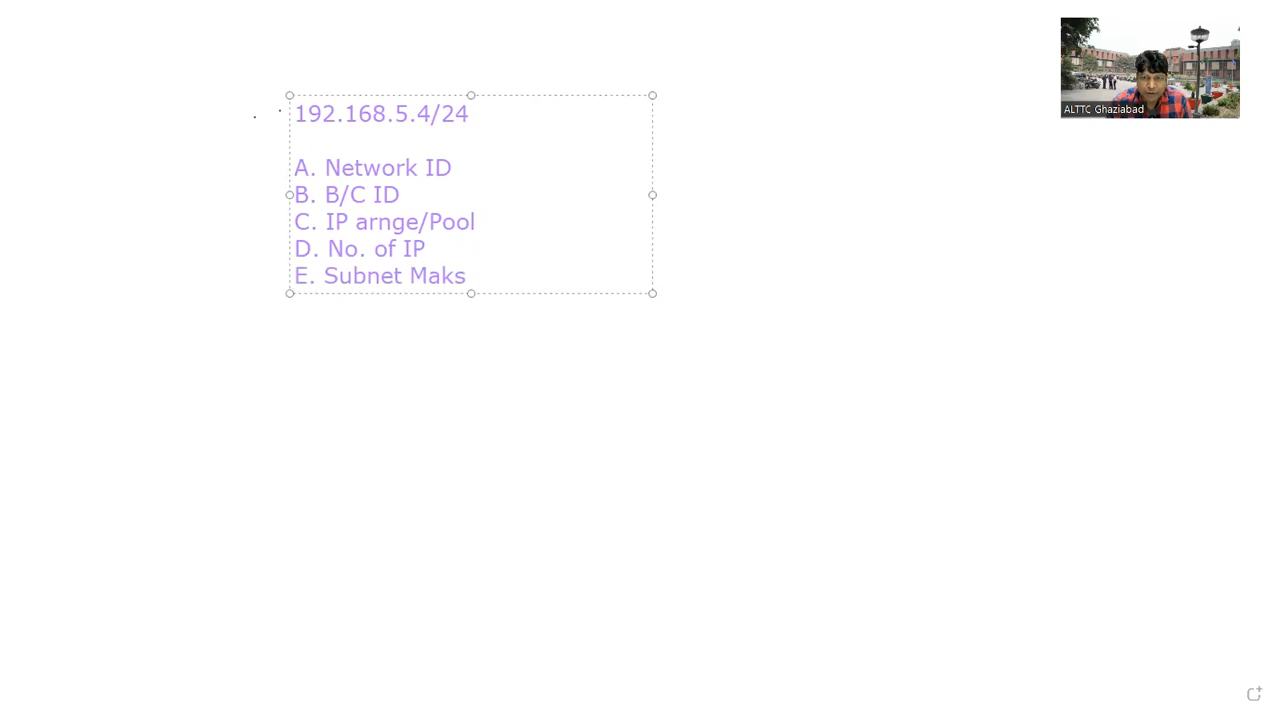 192.168.5.4/24
A. Network ID
B. B/C ID
C. IP arnge/Pool
D. No. of IP
E. Subnet Maks
ALTTC Ghaziabad